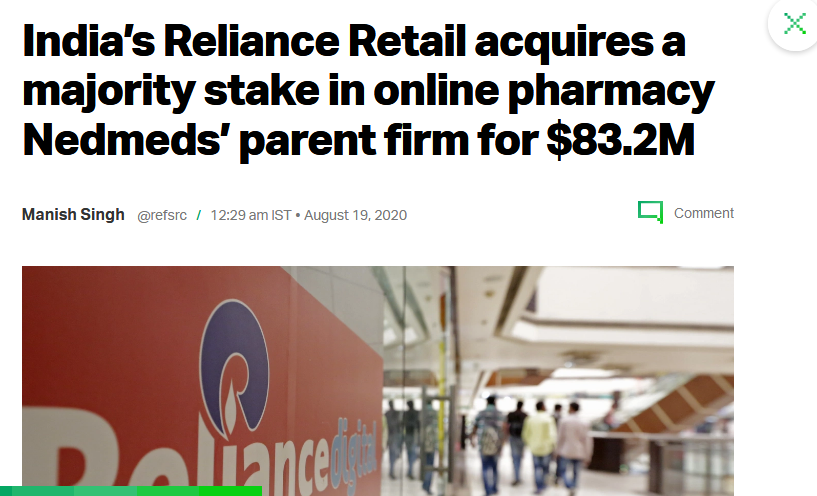 India’s Reliance Retail acquires a
majority stake in online pharmacy
Nedmeds’ parent firm for $83.2M
Manish Singh @refsrc / 12:29 am IST • August 19, 2020
Comment
Reliance digital